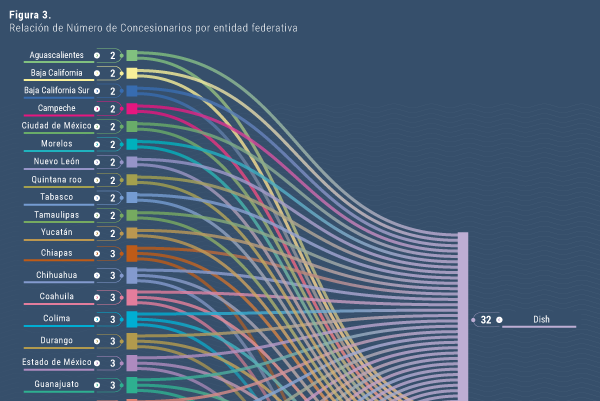 Figura 3.
Relación de Número de Concesionarios por entidad federativa
Aguascalientes 2
Baja California 2
Baja California Sur 2
Campeche 2
Ciudad de México 2
Morelos 2
Nuevo León 2
Quintana roo 2
Tabasco 2
Tamaulipas 2
Yucatán 2
Chiapas 3
Chihuahua 3
Coahuila 3
Colima 3
32 Dish
Durango 3
Estado de México 3
Guanajuato 3